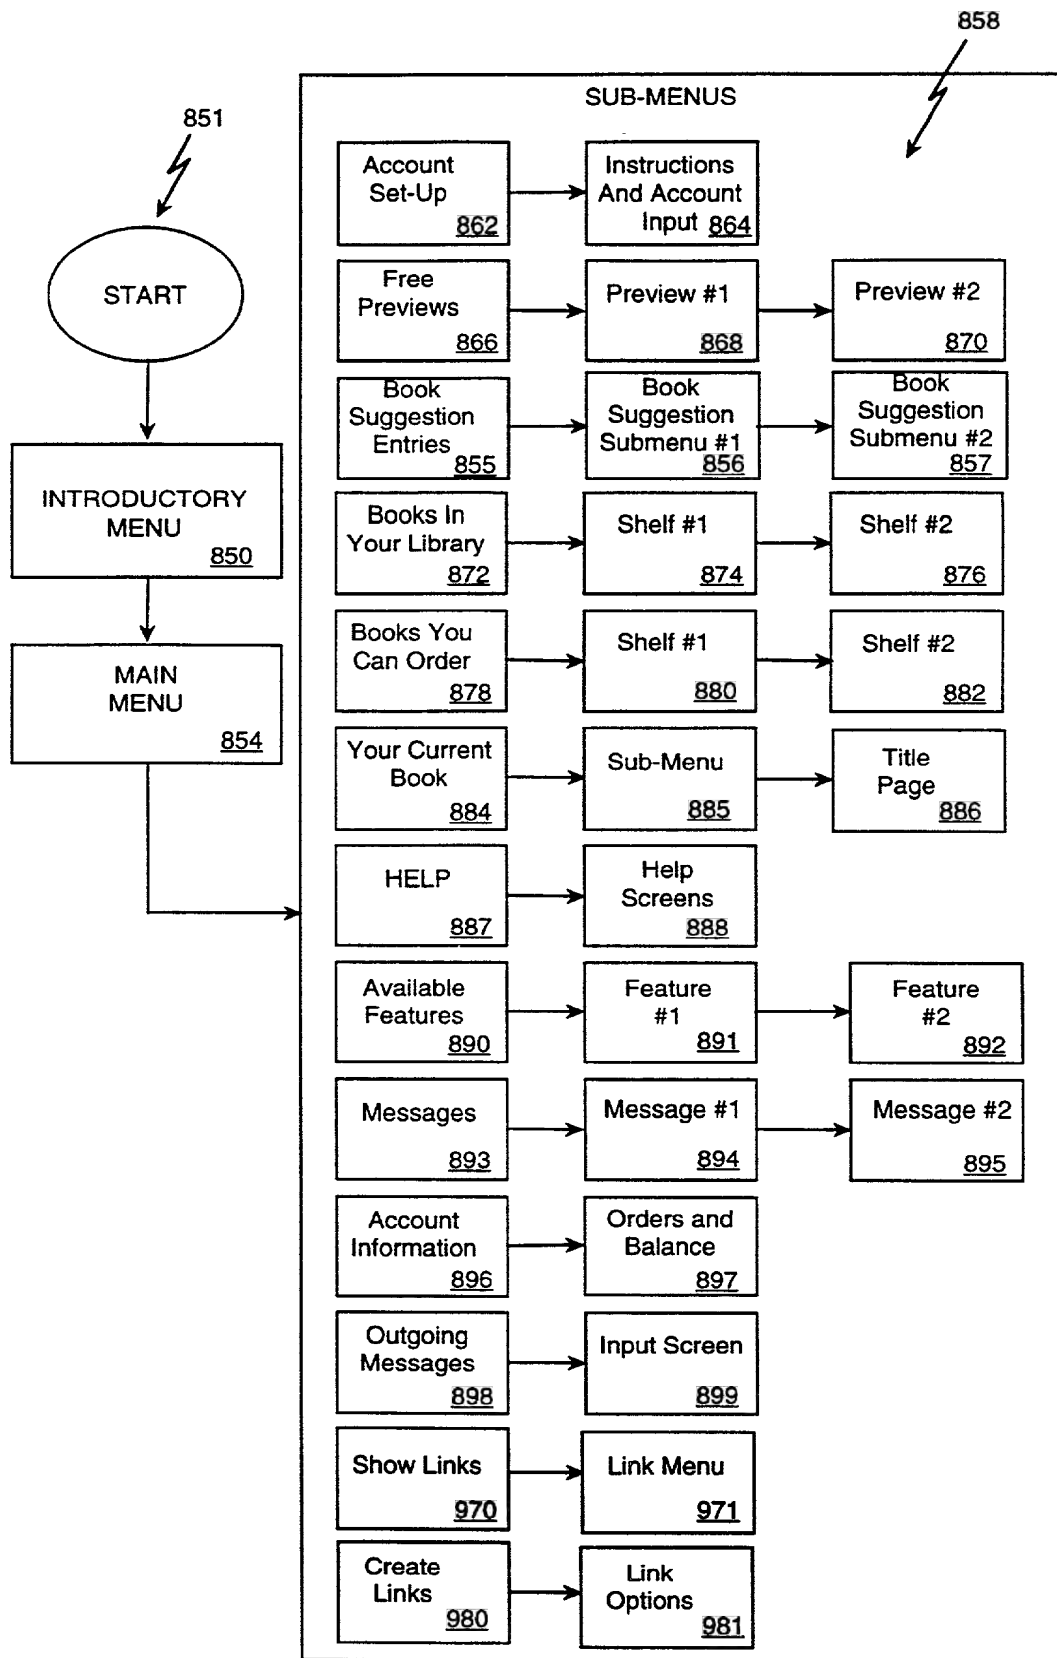 858
SUB-MENUS
851
START
INTRODUCTORY
MENU
850
MAIN
MENU
854
Account
Set-Up
862
Instructions
And Account
Input
864
Free
Previews
866
Preview #1
868
Preview #2
870
Book
Suggestion
Entries
855
Book
Suggestion
Submenu #1
856
Book
Suggestion
Submenu #2
857
Books In
Your Library
872
Shelf #1
874
Shelf #2
876
Books You
Can Order
878
Shelf #1
880
Shelf #2
882
Your Current
Book
884
Sub-Menu
885
Title
Page
886
HELP
887
Help
Screens
888
Available
Features
890
Feature
#1
891
Feature
#2
892
Messages
893
Message #1
894
Message #2
895
Account
Information
896
Orders and
Balance
897
Outgoing
Messages
898
Input Screen
899
Show Links
970
Link Menu
971
Create
Links
980
Link
Options
981